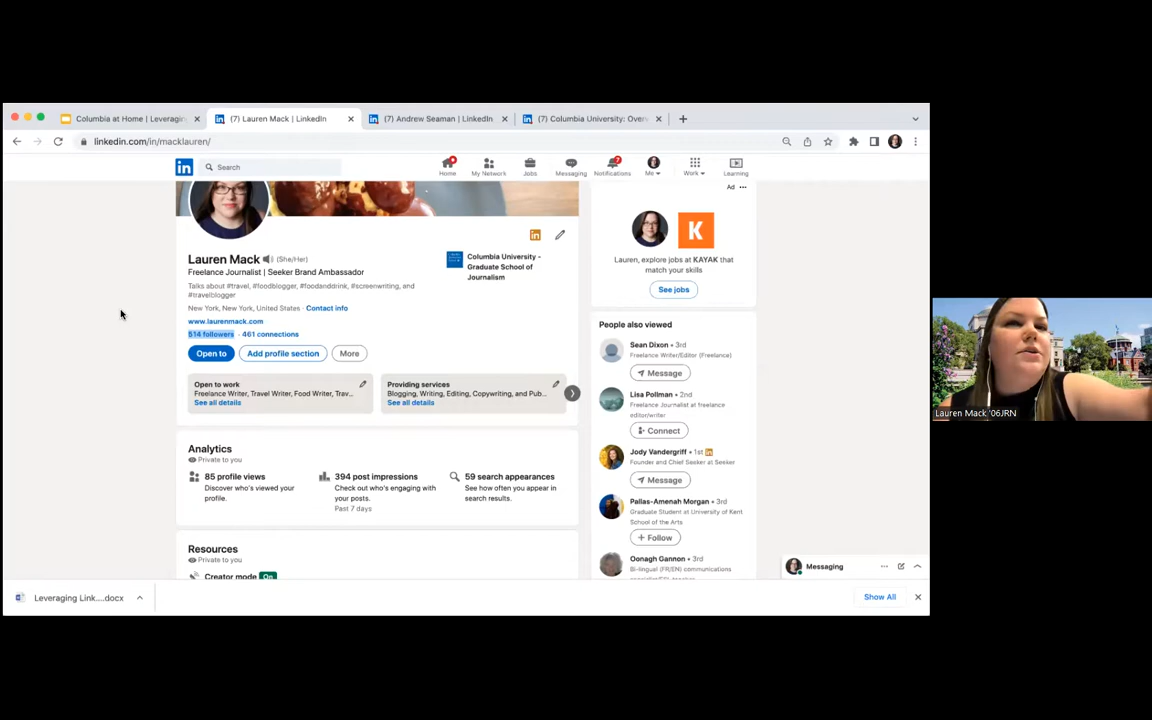 Columbia at Home | Leveragin
(7) Lauren Mack | LinkedIn
(7) Andrew Seaman | LinkedIn
(7) Columbia University: Overv
linkedin.com/in/macklauren/
Search
Home
My Network
Jobs
Messaging
7
Notifications
Me
Work
Learning
Ad
Lauren Mack (She/Her)
Freelance Journalist | Seeker Brand Ambassador
Talks about #travel, #foodblogger, #foodanddrink, #screenwriting, and
#travelblogger
New York, New York, United States · Contact info
www.laurenmack.com
514 followers · 461 connections
Open to
Add profile section
More
Columbia University -
Graduate School of
Journalism
Open to work
Freelance Writer, Travel Writer, Food Writer, Trav...
See all details
Providing services
Blogging, Writing, Editing, Copywriting, and Pub...
See all details
Analytics
Private to you
85 profile views
Discover who's viewed your
profile.
394 post impressions
Check out who's engaging with
your posts.
Past 7 days
59 search appearances
See how often you appear in
search results.
Resources
Private to you
Creator mode On
K
Lauren, explore jobs at KAYAK that
match your skills
See jobs
People also viewed
Sean Dixon • 3rd
Freelance Writer/Editor (Freelance)
Message
Lisa Pollman • 2nd
Freelance Journalist at freelance
editor/writer
Connect
Jody Vandergriff • 1st
Founder and Chief Seeker at Seeker
Message
Pallas-Amenah Morgan • 3rd
Graduate Student at University of Kent
School of the Arts
+ Follow
Oonagh Gannon • 3rd
Bi-lingual (FR/EN) communications
Messaging
Leveraging Link....docx
Show All
Lauren Mack '06JRN